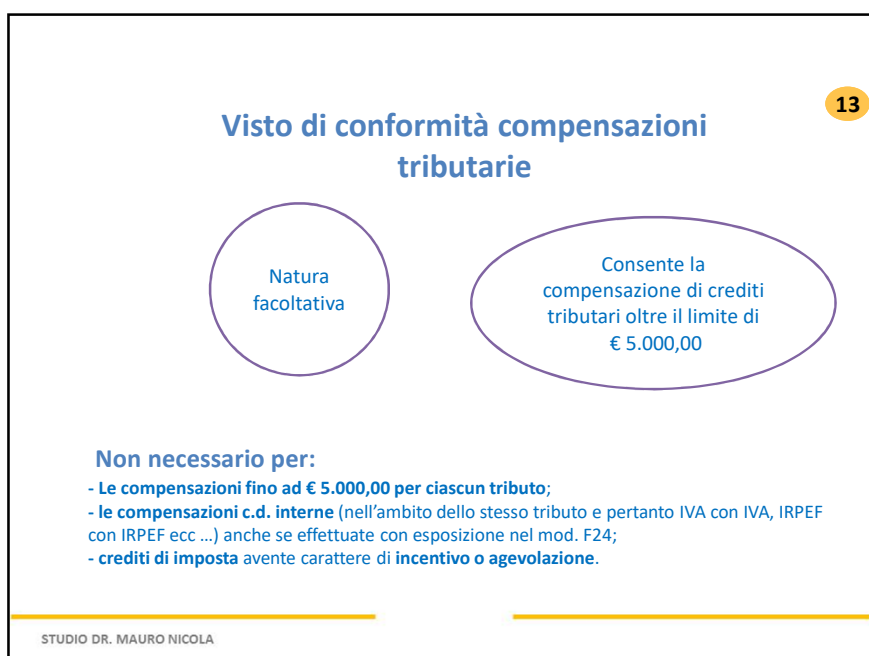 13
Visto di conformità compensazioni
tributarie
Natura
facoltativa
Consente la
compensazione di crediti
tributari oltre il limite di
€ 5.000,00
Non necessario per:
- Le compensazioni fino ad € 5.000,00 per ciascun tributo;
- le compensazioni c.d. interne (nell'ambito dello stesso tributo e pertanto IVA con IVA, IRPEF
con IRPEF ecc …) anche se effettuate con esposizione nel mod. F24;
- crediti di imposta avente carattere di incentivo o agevolazione.
STUDIO DR. MAURO NICOLA